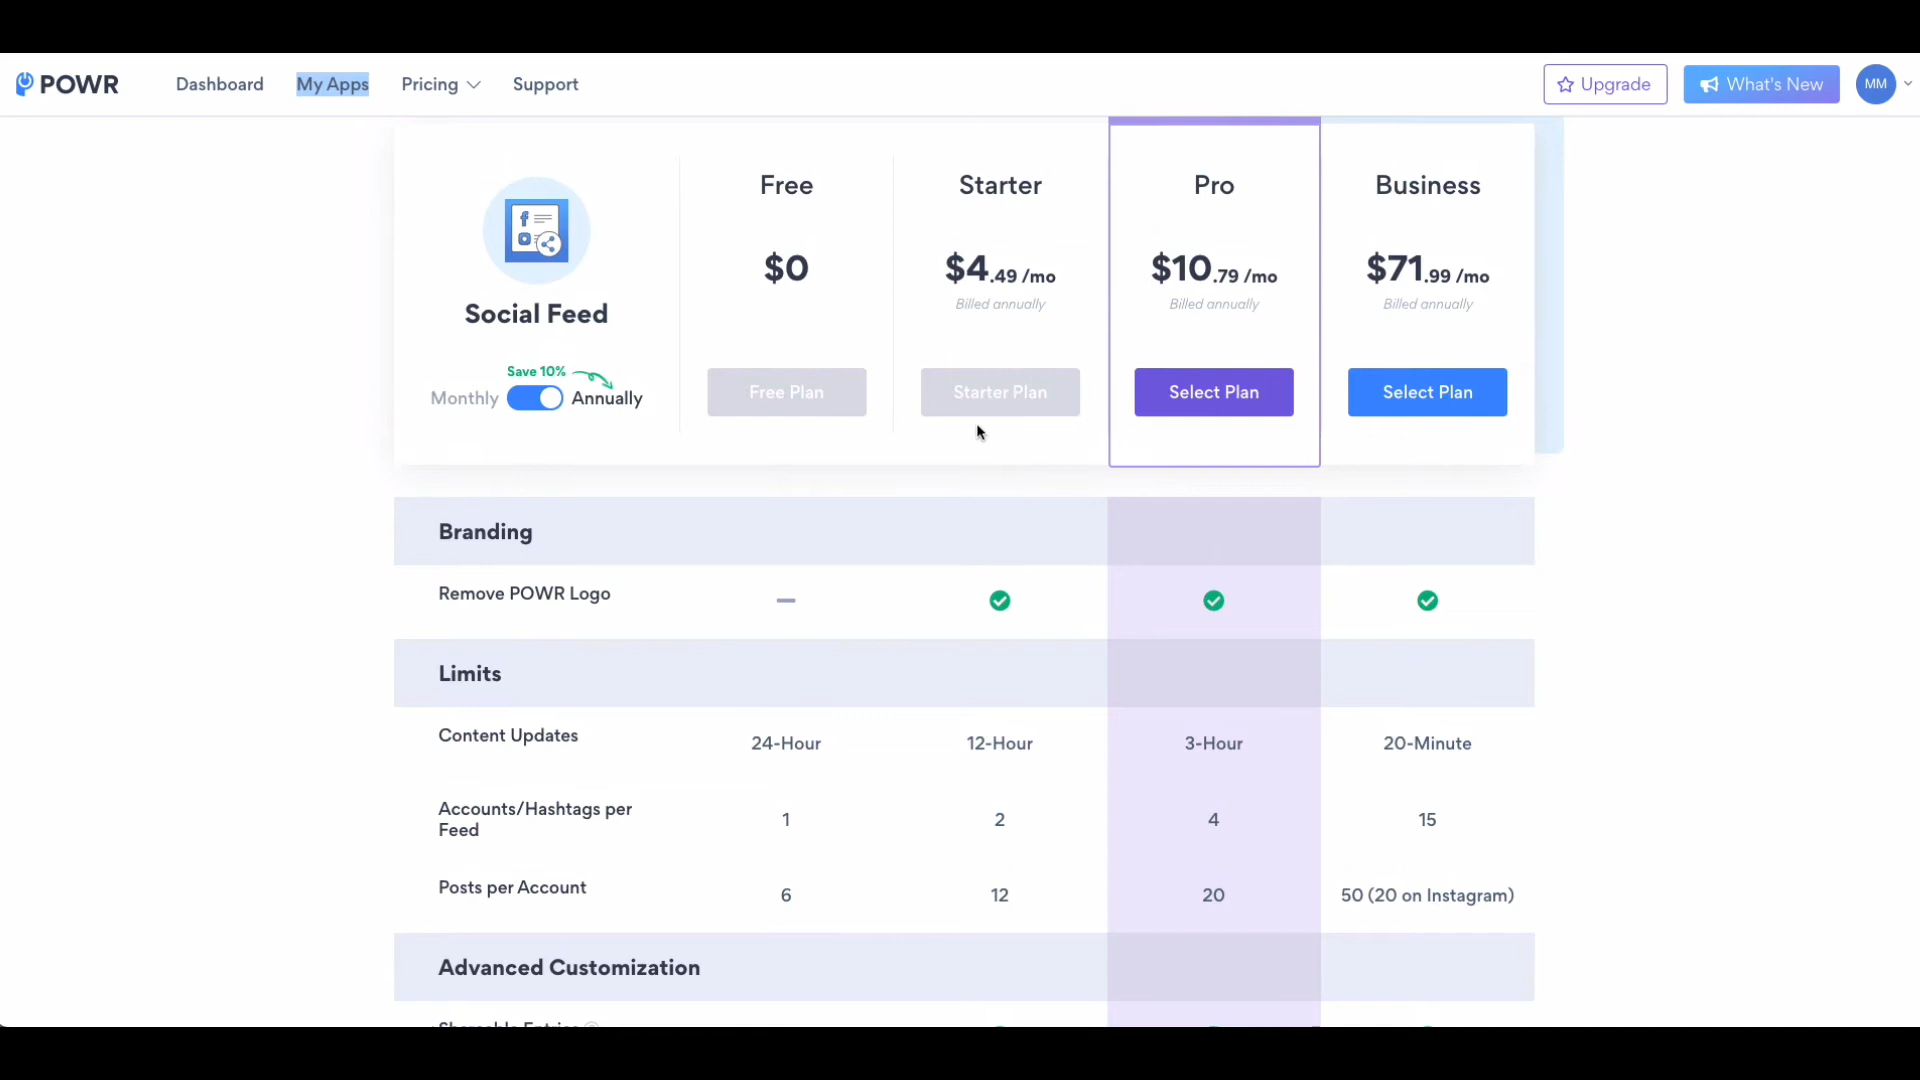 POWR Dashboard My Apps Pricing Support Upgrade What's New MM
Free Starter Pro Business
$0 $4.49 /mo $10.79 /mo $71.99 /mo
Billed annually Billed annually Billed annually
Social Feed
Save 10%
Monthly Annually
Free Plan Starter Plan Select Plan Select Plan
Branding
Remove POWR Logo
Limits
Content Updates 24-Hour 12-Hour 3-Hour 20-Minute
Accounts/Hashtags per
Feed
1 2 4 15
Posts per Account 6 12 20 50 (20 on Instagram)
Advanced Customization